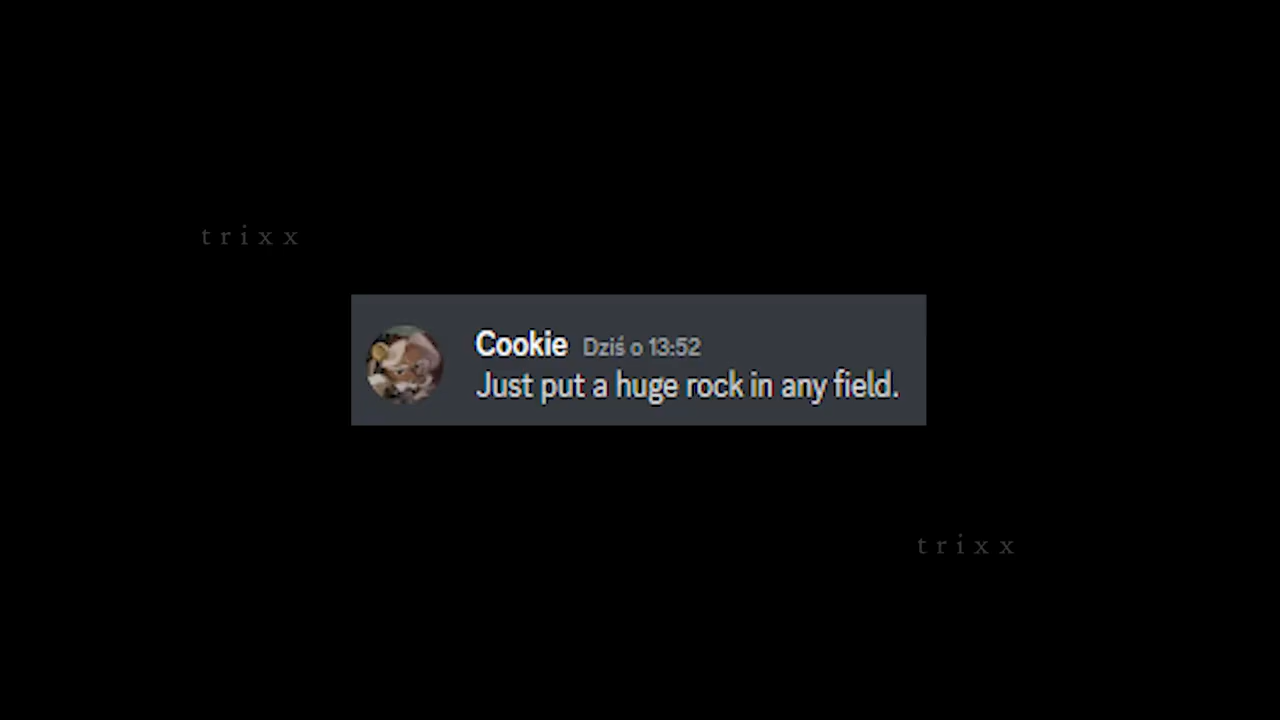 trixx
Cookie Dziś o 13:52
Just put a huge rock in any field.
trixx